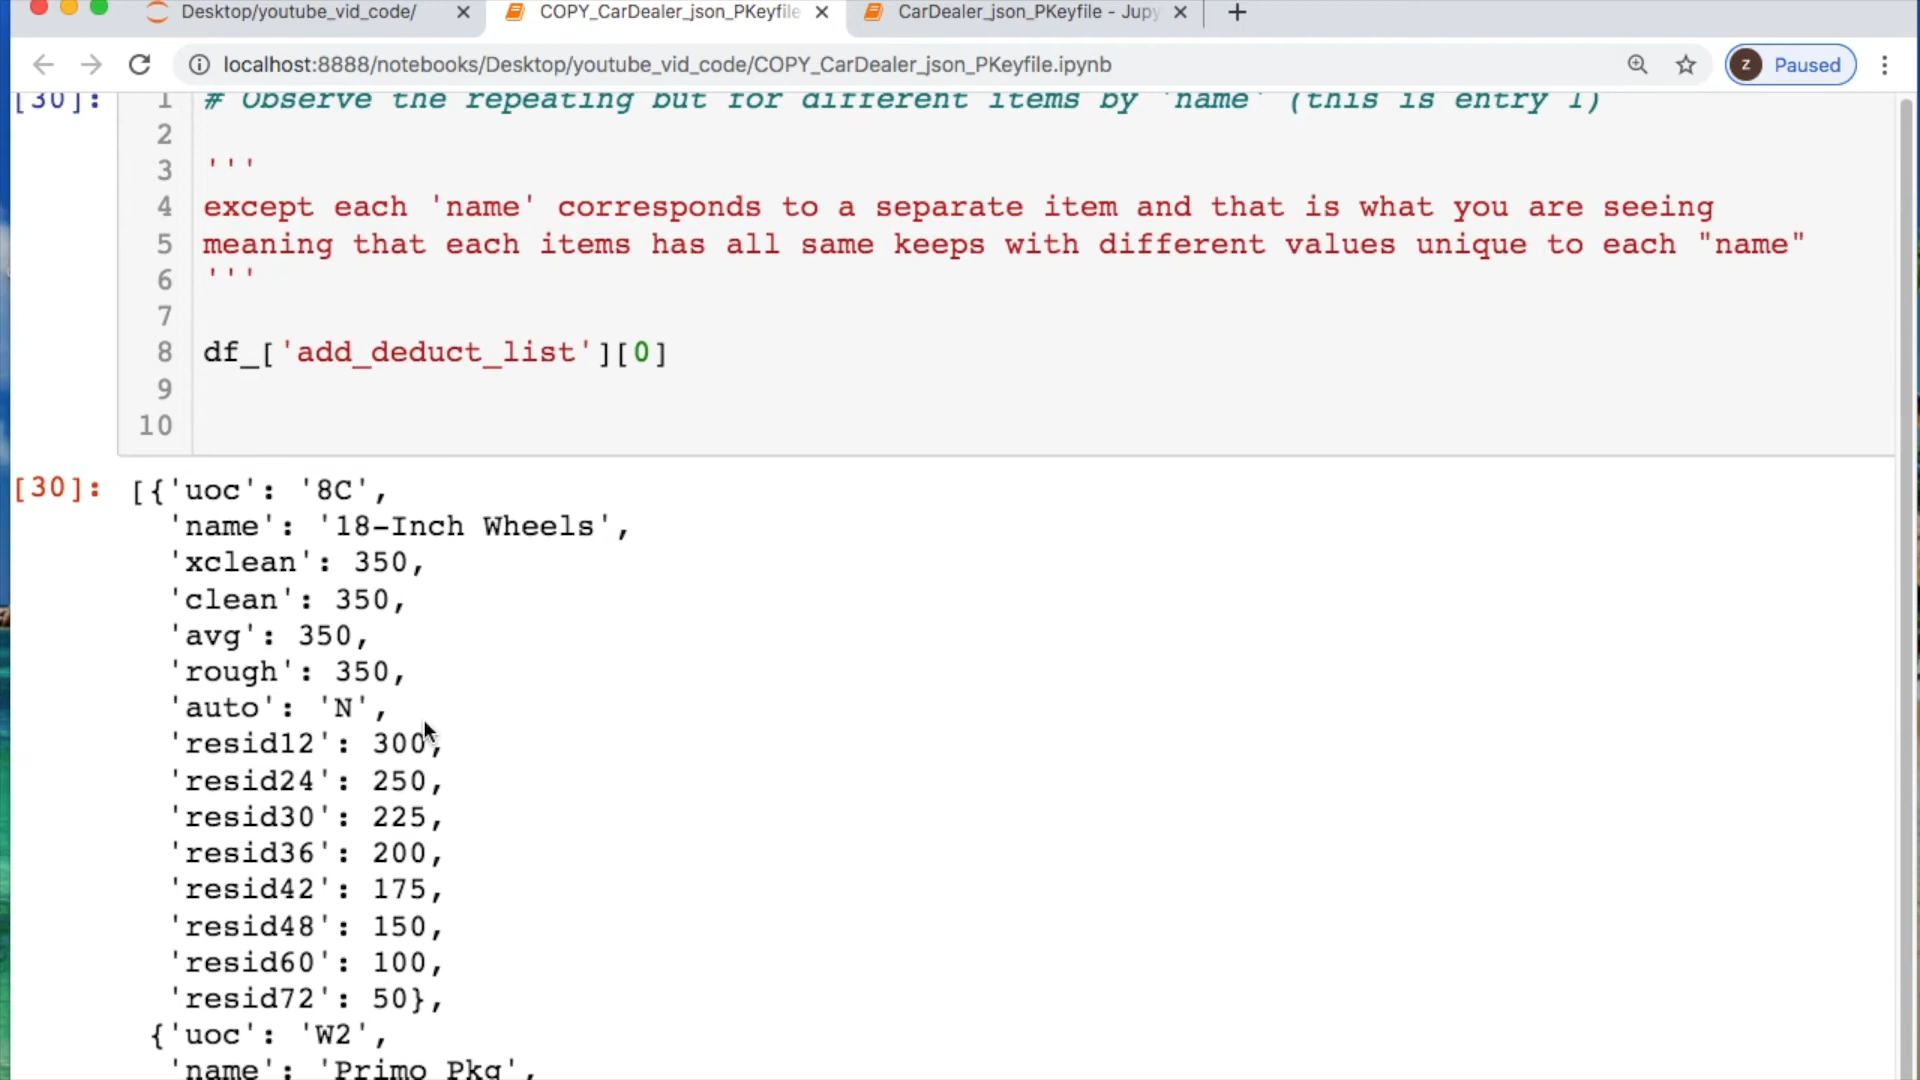 Desktop/youtube_vid_code/
COPY_CarDealer_json_PKeyfile
CarDealer_json_PKeyfile - Jupy
localhost:8888/notebooks/Desktop/youtube_vid_code/COPY_CarDealer_json_PKeyfile.ipynb
z Paused
[30]:
1 # Observe the repeating but for different items by 'name' (this is entry 1)
2
3 '''
4 except each 'name' corresponds to a separate item and that is what you are seeing
5 meaning that each items has all same keeps with different values unique to each "name"
6 '''
7
8 df_['add_deduct_list'][0]
9
10
[30]: [{'uoc': '8C',
'name': '18-Inch Wheels',
'xclean': 350,
'clean': 350,
'avg': 350,
'rough': 350,
'auto': 'N',
'resid12': 300,
'resid24': 250,
'resid30': 225,
'resid36': 200,
'resid42': 175,
'resid48': 150,
'resid60': 100,
'resid72': 50},
{'uoc': 'W2',
'name': 'Primo Pkg',